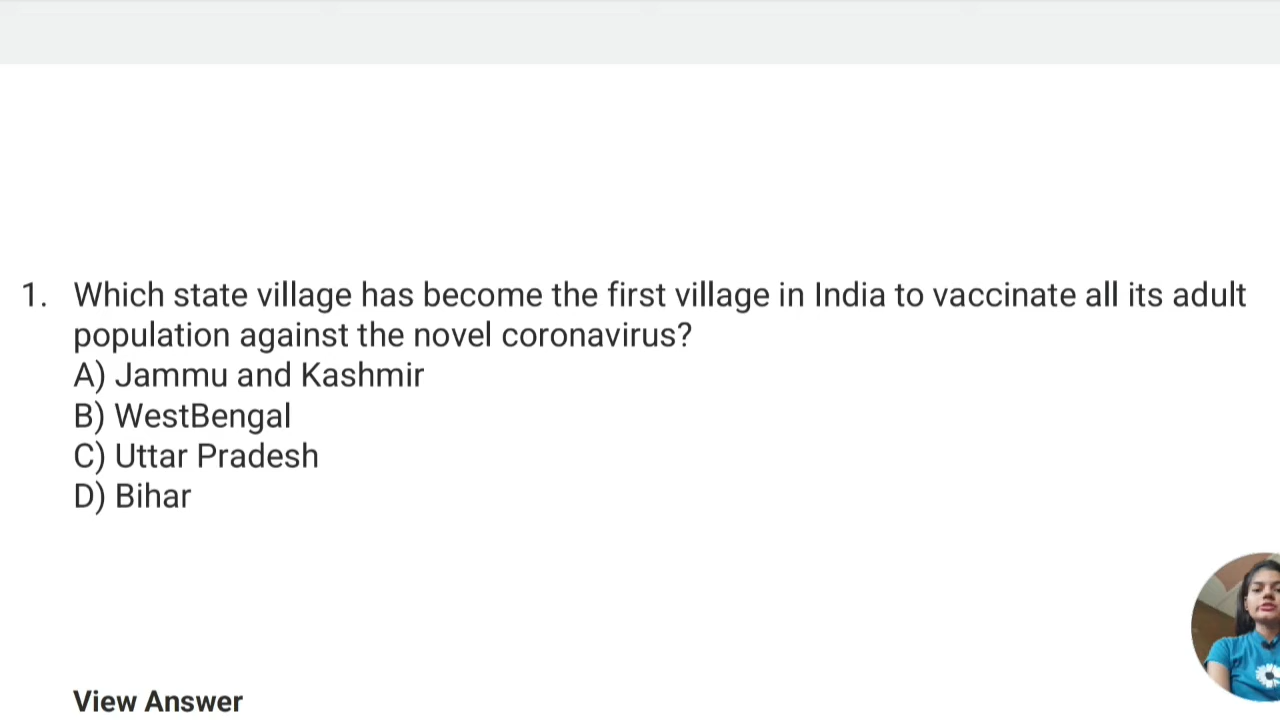 1. Which state village has become the first village in India to vaccinate all its adult
population against the novel coronavirus?
A) Jammu and Kashmir
B) WestBengal
C) Uttar Pradesh
D) Bihar
View Answer